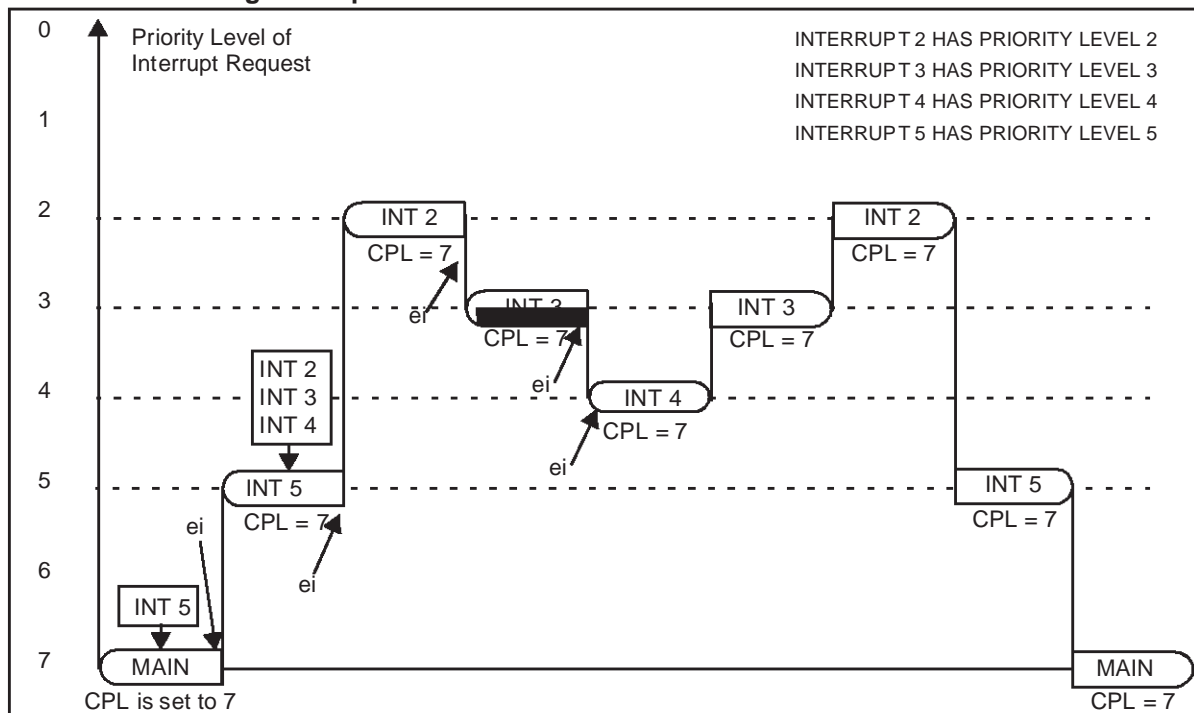 0
Priority Level of
Interrupt Request
INTERRUPT 2 HAS PRIORITY LEVEL 2
INTERRUPT 3 HAS PRIORITY LEVEL 3
INTERRUPT 4 HAS PRIORITY LEVEL 4
INTERRUPT 5 HAS PRIORITY LEVEL 5
1
2
INT 2
CPL = 7
INT 2
CPL = 7
ei
3
INT 3
CPL = 7
INT 3
CPL = 7
ei
INT 2
INT 3
INT 4
4
INT 4
CPL = 7
ei
5
INT 5
CPL = 7
INT 5
CPL = 7
ei
ei
6
INT 5
7
MAIN
CPL is set to 7
MAIN
CPL = 7